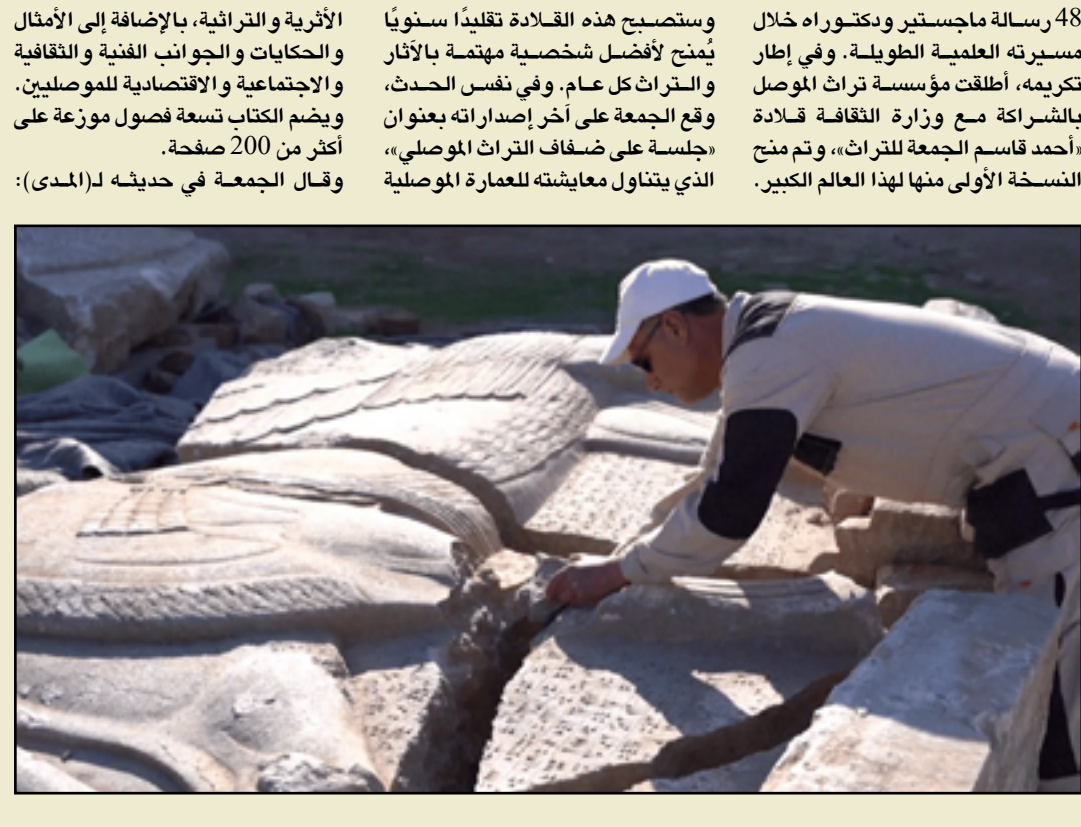 48 رسالة ماجستير ودكتوراه خلال
مسيرته العلمية الطويلة. وفي إطار
تكريمه، أطلقت مؤسسة تراث الموصل
بالشراكة مع وزارة الثقافة قلادة
«أحمد قاسم الجمعة للتراث»، وتم منح
النسخة الأولى منها لهذا العالم الكبير.
وستصبح هذه القلادة تقليدًا سنويًا
يُمنح لأفضل شخصية مهتمة بالآثار
والتراث كل عام. وفي نفس الحدث،
وقع الجمعة على آخر إصداراته بعنوان
«جلسة على ضفاف التراث الموصلي»،
الذي يتناول معايشته للعمارة الموصلية
الأثرية والتراثية، بالإضافة إلى الأمثال
والحكايات والجوانب الفنية والثقافية
والاجتماعية والاقتصادية للموصليين.
ويضم الكتاب تسعة فصول موزعة على
أكثر من 200 صفحة.
وقال الجمعة في حديثه لـ(المدى):